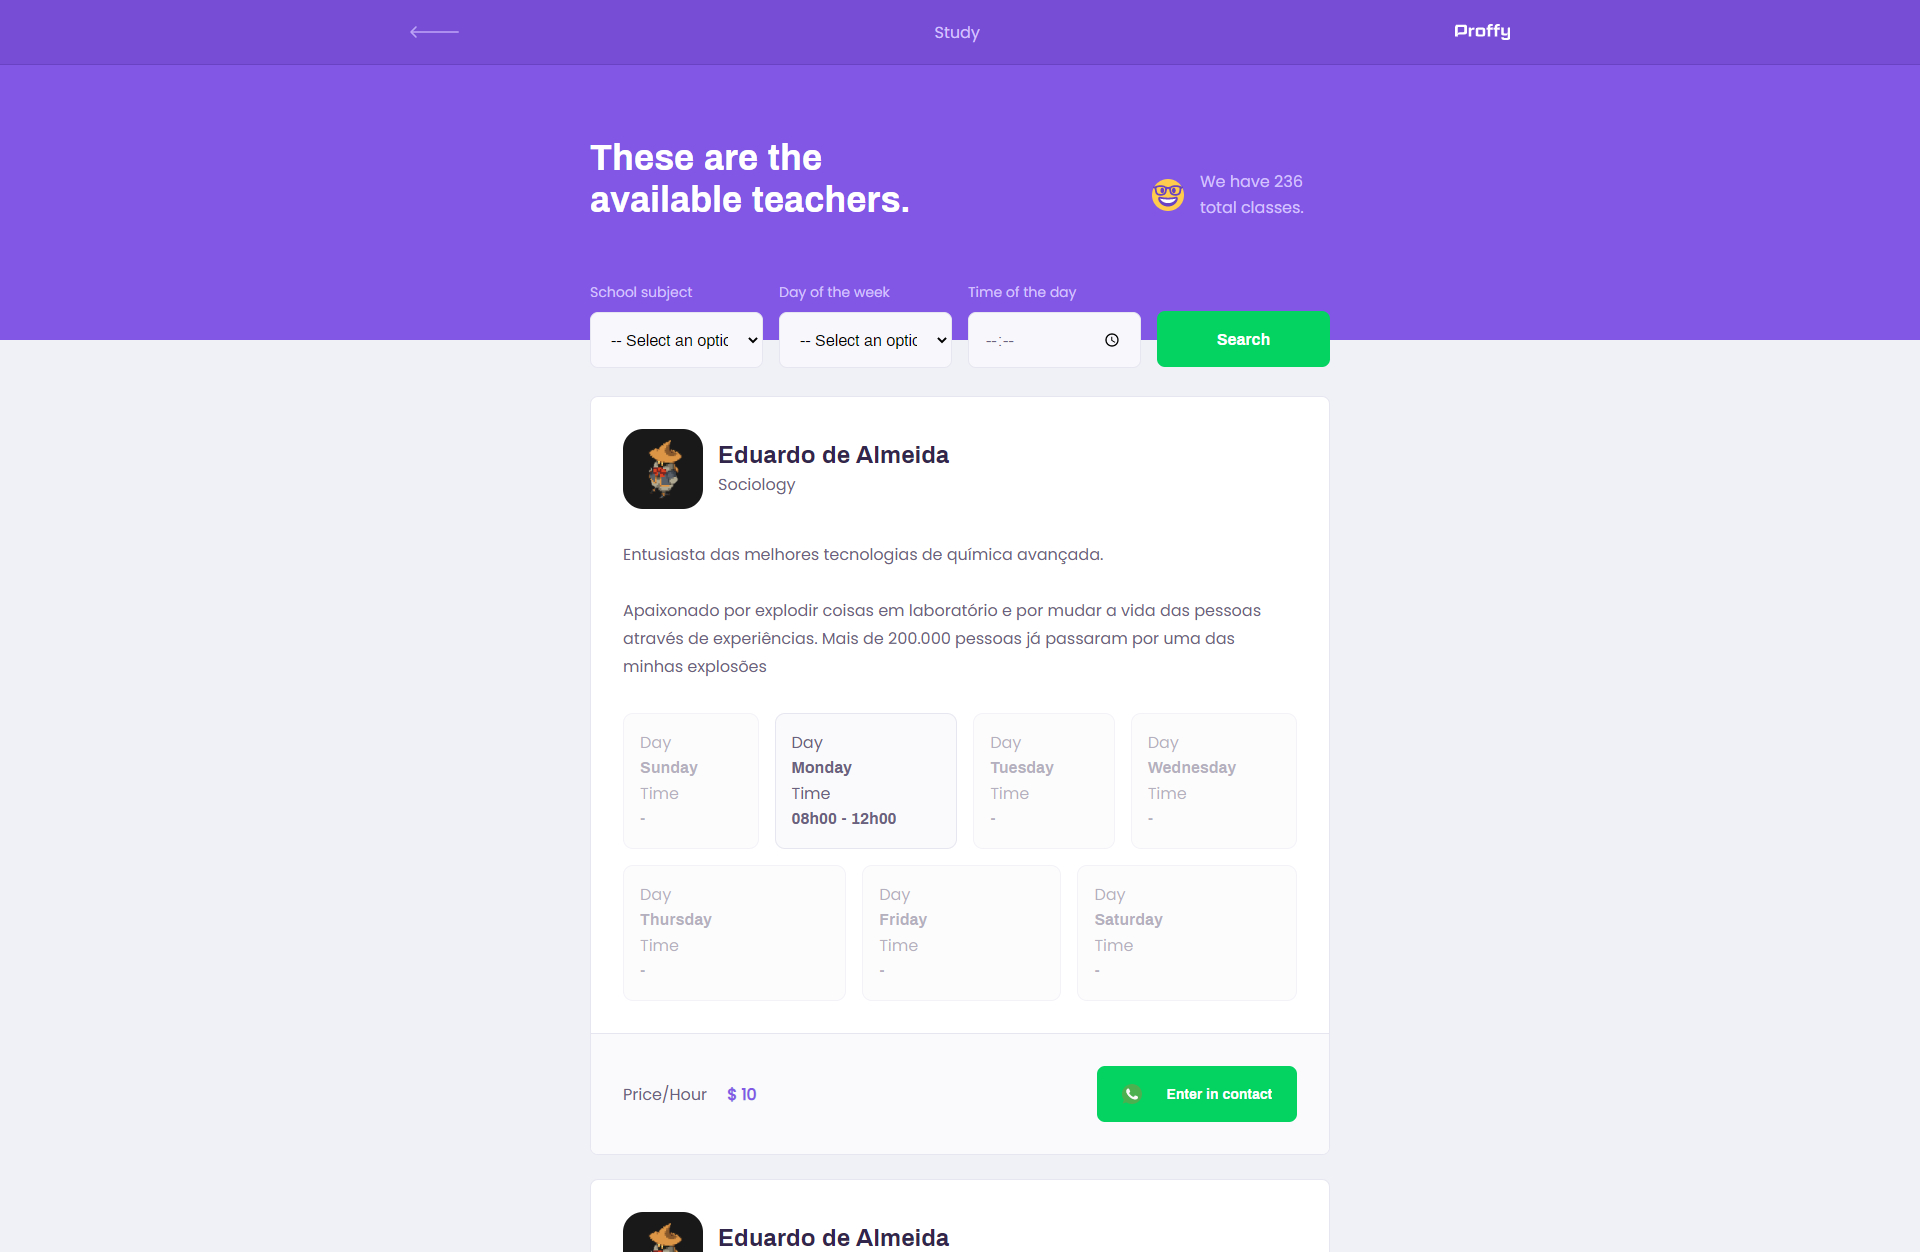 Study
Proffy
These are the
available teachers.
We have 236
total classes.
School subject
Day of the week
Time of the day
-- Select an optic
-- Select an optic
--:--
Search
Eduardo de Almeida
Sociology
Entusiasta das melhores tecnologias de química avançada.
Apaixonado por explodir coisas em laboratório e por mudar a vida das pessoas
através de experiências. Mais de 200.000 pessoas já passaram por uma das
minhas explosões
Day
Sunday
Time
-
Day
Monday
Time
08h00 - 12h00
Day
Tuesday
Time
-
Day
Wednesday
Time
-
Day
Thursday
Time
-
Day
Friday
Time
-
Day
Saturday
Time
-
Price/Hour $ 10
Enter in contact
Eduardo de Almeida